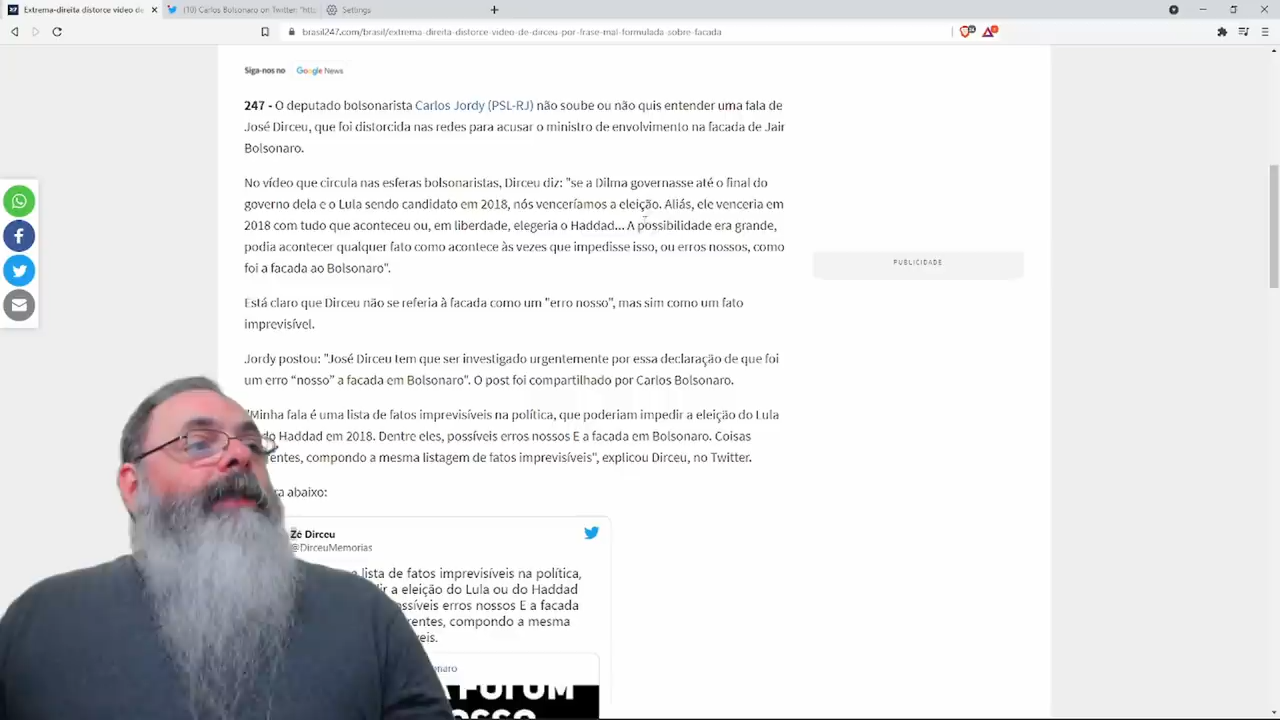 Extrema-direita distorce vídeo de
(10) Carlos Bolsonaro on Twitter: "htt
Settings
brasil247.com/brasil/extrema-direita-distorce-video-de-dirceu-por-frase-mal-formulada-sobre-facada
Siga-nos no Google News
247 - O deputado bolsonarista Carlos Jordy (PSL-RJ) não soube ou não quis entender uma fala de
José Dirceu, que foi distorcida nas redes para acusar o ministro de envolvimento na facada de Jair
Bolsonaro.
No vídeo que circula nas esferas bolsonaristas, Dirceu diz: "se a Dilma governasse até o final do
governo dela e o Lula sendo candidato em 2018, nós venceríamos a eleição. Aliás, ele venceria em
2018 com tudo que aconteceu ou, em liberdade, elegeria o Haddad... A possibilidade era grande,
podia acontecer qualquer fato como acontece às vezes que impedisse isso, ou erros nossos, como
foi a facada ao Bolsonaro".
PUBLICIDADE
Está claro que Dirceu não se referia à facada como um "erro nosso", mas sim como um fato
imprevisível.
Jordy postou: "José Dirceu tem que ser investigado urgentemente por essa declaração de que foi
um erro “nosso” a facada em Bolsonaro". O post foi compartilhado por Carlos Bolsonaro.
"Minha fala é uma lista de fatos imprevisíveis na política, que poderiam impedir a eleição do Lula
do Haddad em 2018. Dentre eles, possíveis erros nossos E a facada em Bolsonaro. Coisas
entes, compondo a mesma listagem de fatos imprevisíveis", explicou Dirceu, no Twitter.
abaixo:
Zé Dirceu
@DirceuMemorias
lista de fatos imprevisíveis na política,
a eleição do Lula ou do Haddad
possíveis erros nossos E a facada
rentes, compondo a mesma
eis.
onaro